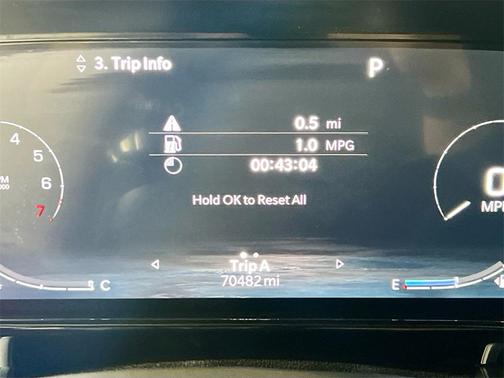 3. Trip Info
P
0.5 mi
1.0 MPG
00:43:04
4
5
6
7
Hold OK to Reset All
Trip A
70482 mi
C
E